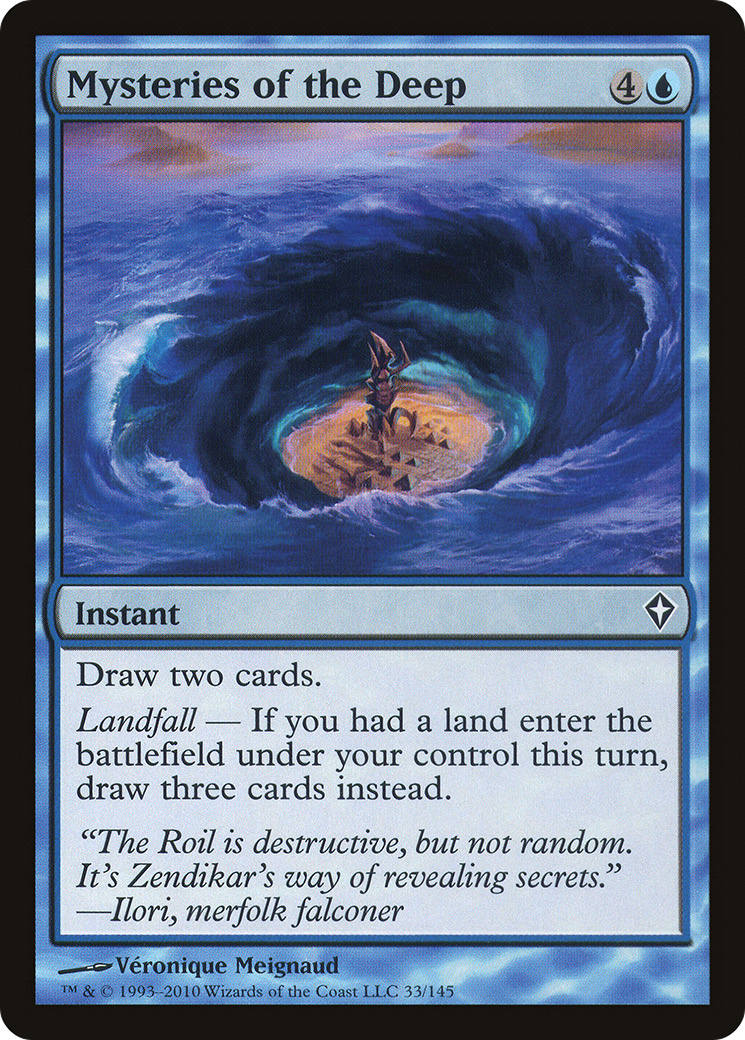 Mysteries of the Deep 4
Instant
Draw two cards.
Landfall — If you had a land enter the
battlefield under your control this turn,
draw three cards instead.
“The Roil is destructive, but not random.
It’s Zendikar’s way of revealing secrets.”
—Ilori, merfolk falconer
Véronique Meignaud
™ & © 1993–2010 Wizards of the Coast LLC 33/145